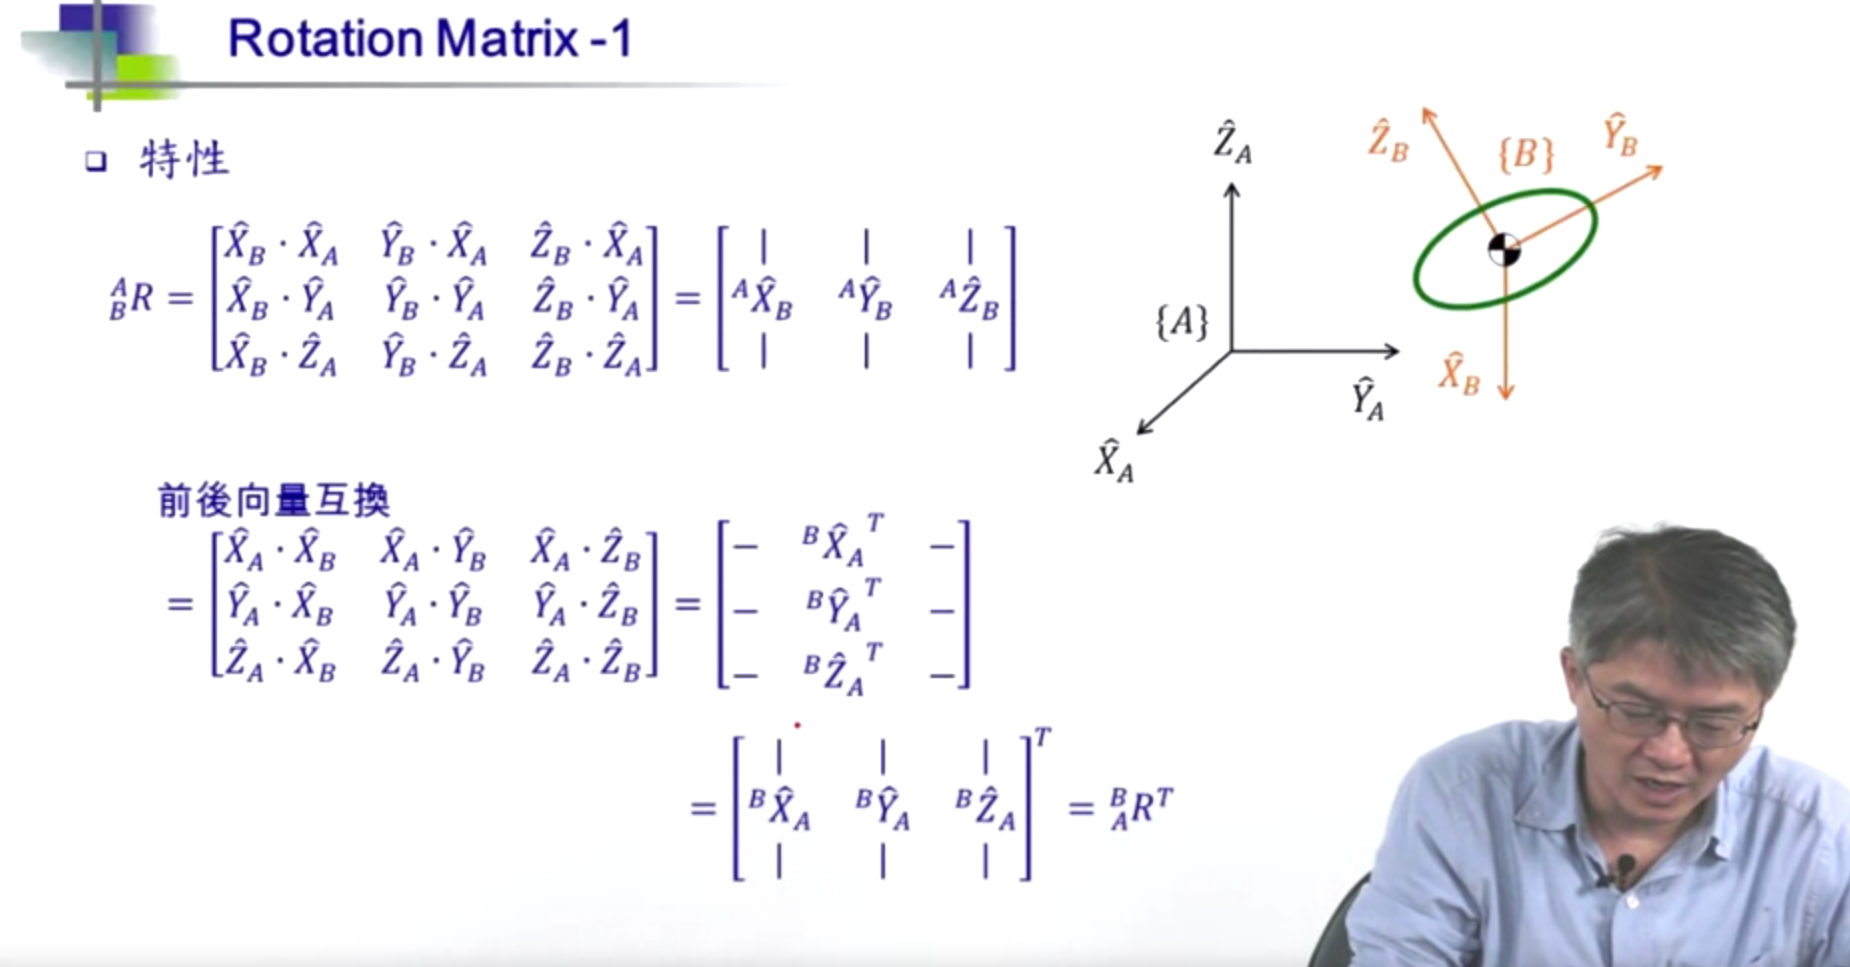 Rotation Matrix -1
❑ 特性
$^A_B R = \begin{bmatrix} \hat{X}_B \cdot \hat{X}_A & \hat{Y}_B \cdot \hat{X}_A & \hat{Z}_B \cdot \hat{X}_A \\ \hat{X}_B \cdot \hat{Y}_A & \hat{Y}_B \cdot \hat{Y}_A & \hat{Z}_B \cdot \hat{Y}_A \\ \hat{X}_B \cdot \hat{Z}_A & \hat{Y}_B \cdot \hat{Z}_A & \hat{Z}_B \cdot \hat{Z}_A \end{bmatrix} = \begin{bmatrix} | & | & | \\ {}^A\hat{X}_B & {}^A\hat{Y}_B & {}^A\hat{Z}_B \\ | & | & | \end{bmatrix}$
前後向量互換
$= \begin{bmatrix} \hat{X}_A \cdot \hat{X}_B & \hat{X}_A \cdot \hat{Y}_B & \hat{X}_A \cdot \hat{Z}_B \\ \hat{Y}_A \cdot \hat{X}_B & \hat{Y}_A \cdot \hat{Y}_B & \hat{Y}_A \cdot \hat{Z}_B \\ \hat{Z}_A \cdot \hat{X}_B & \hat{Z}_A \cdot \hat{Y}_B & \hat{Z}_A \cdot \hat{Z}_B \end{bmatrix} = \begin{bmatrix} - & {}^B\hat{X}_A{}^T & - \\ - & {}^B\hat{Y}_A{}^T & - \\ - & {}^B\hat{Z}_A{}^T & - \end{bmatrix}$
$= \begin{bmatrix} | & | & | \\ {}^B\hat{X}_A & {}^B\hat{Y}_A & {}^B\hat{Z}_A \\ | & | & | \end{bmatrix}^T = {}^B_A R^T$
$\hat{Z}_A$
$\{A\}$
$\hat{Y}_A$
$\hat{X}_A$
$\hat{Z}_B$
$\{B\}$
$\hat{Y}_B$
$\hat{X}_B$